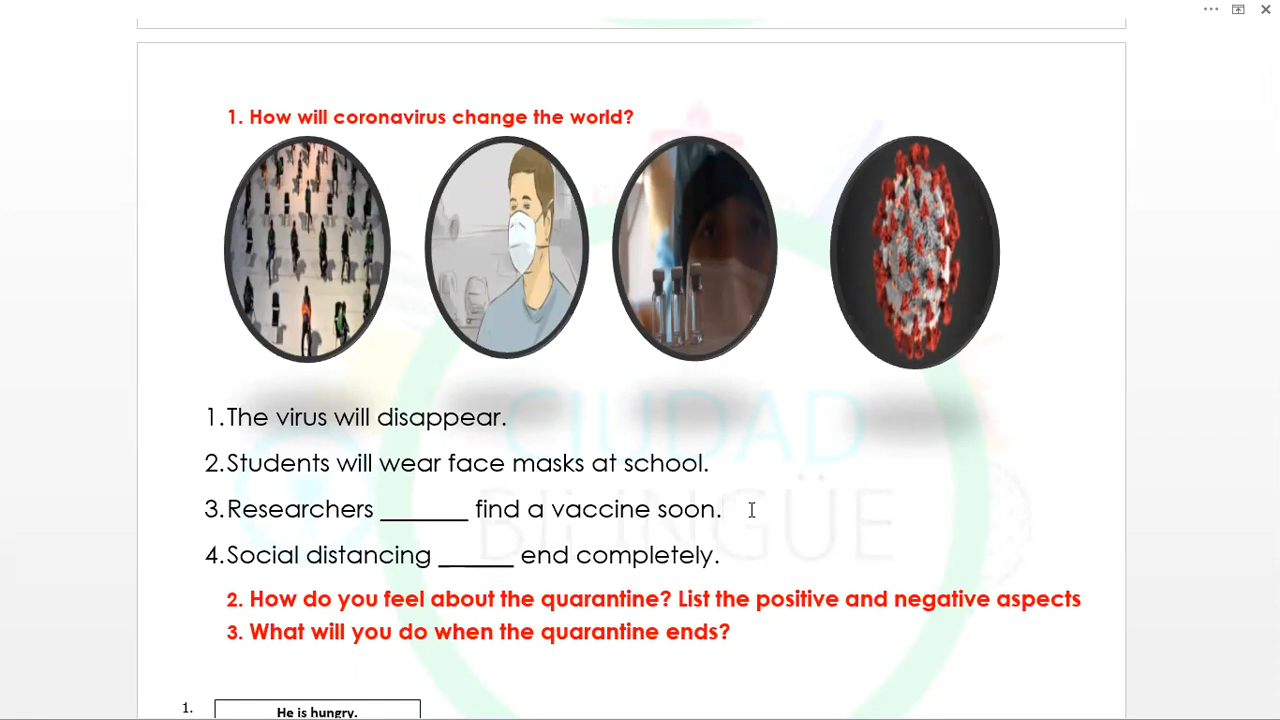 1. How will coronavirus change the world?
1.The virus will disappear.
2.Students will wear face masks at school.
3.Researchers _______ find a vaccine soon.
4.Social distancing ______ end completely.
2. How do you feel about the quarantine? List the positive and negative aspects
3. What will you do when the quarantine ends?
CIUDAD
BILINGÜE
1.
He is hungry.